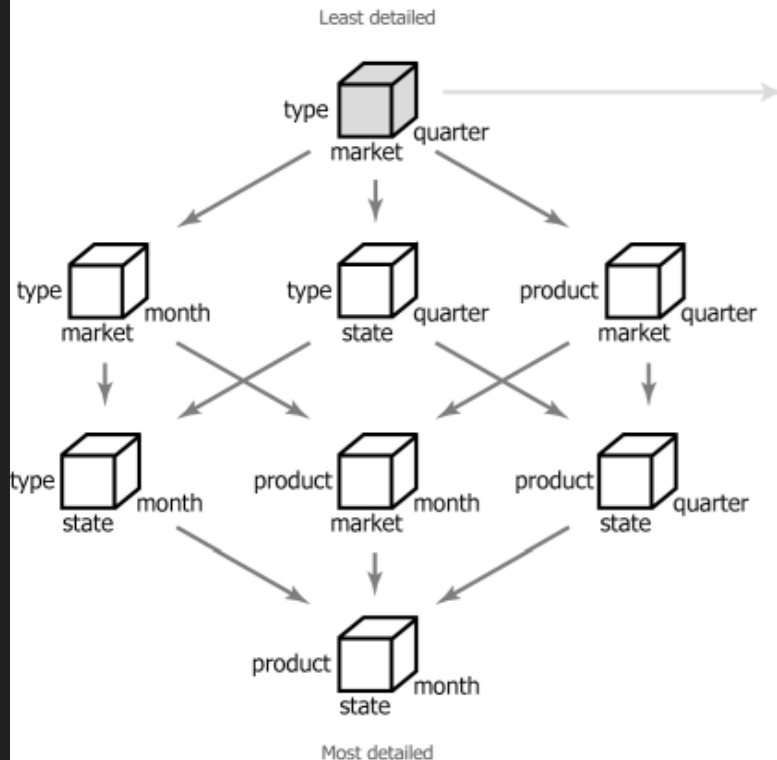 Least detailed
type
quarter
market
type
month
market
type
quarter
state
product
quarter
market
type
month
state
product
month
market
product
quarter
state
product
month
state
Most detailed